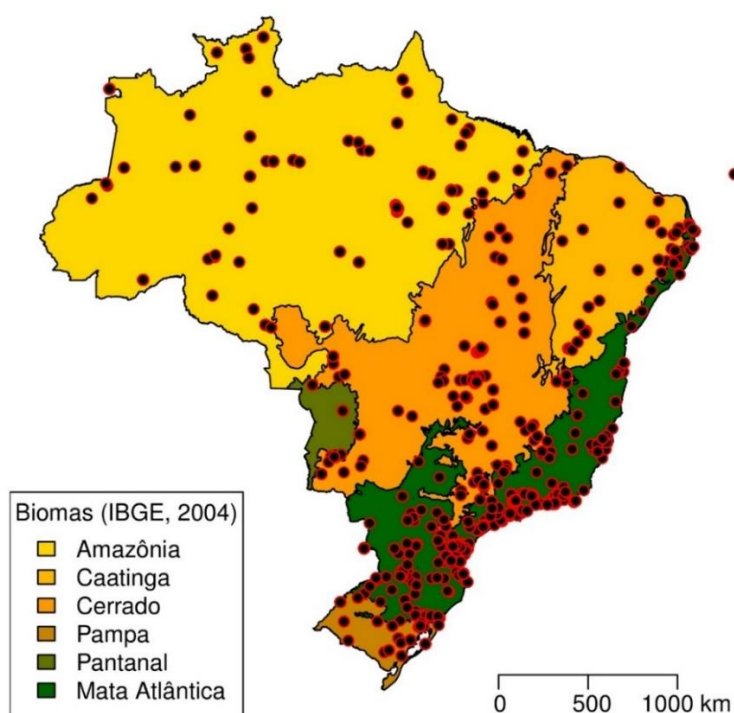 Biomas (IBGE, 2004)
Amazônia
Caatinga
Cerrado
Pampa
Pantanal
Mata Atlântica
0 500 1000 km